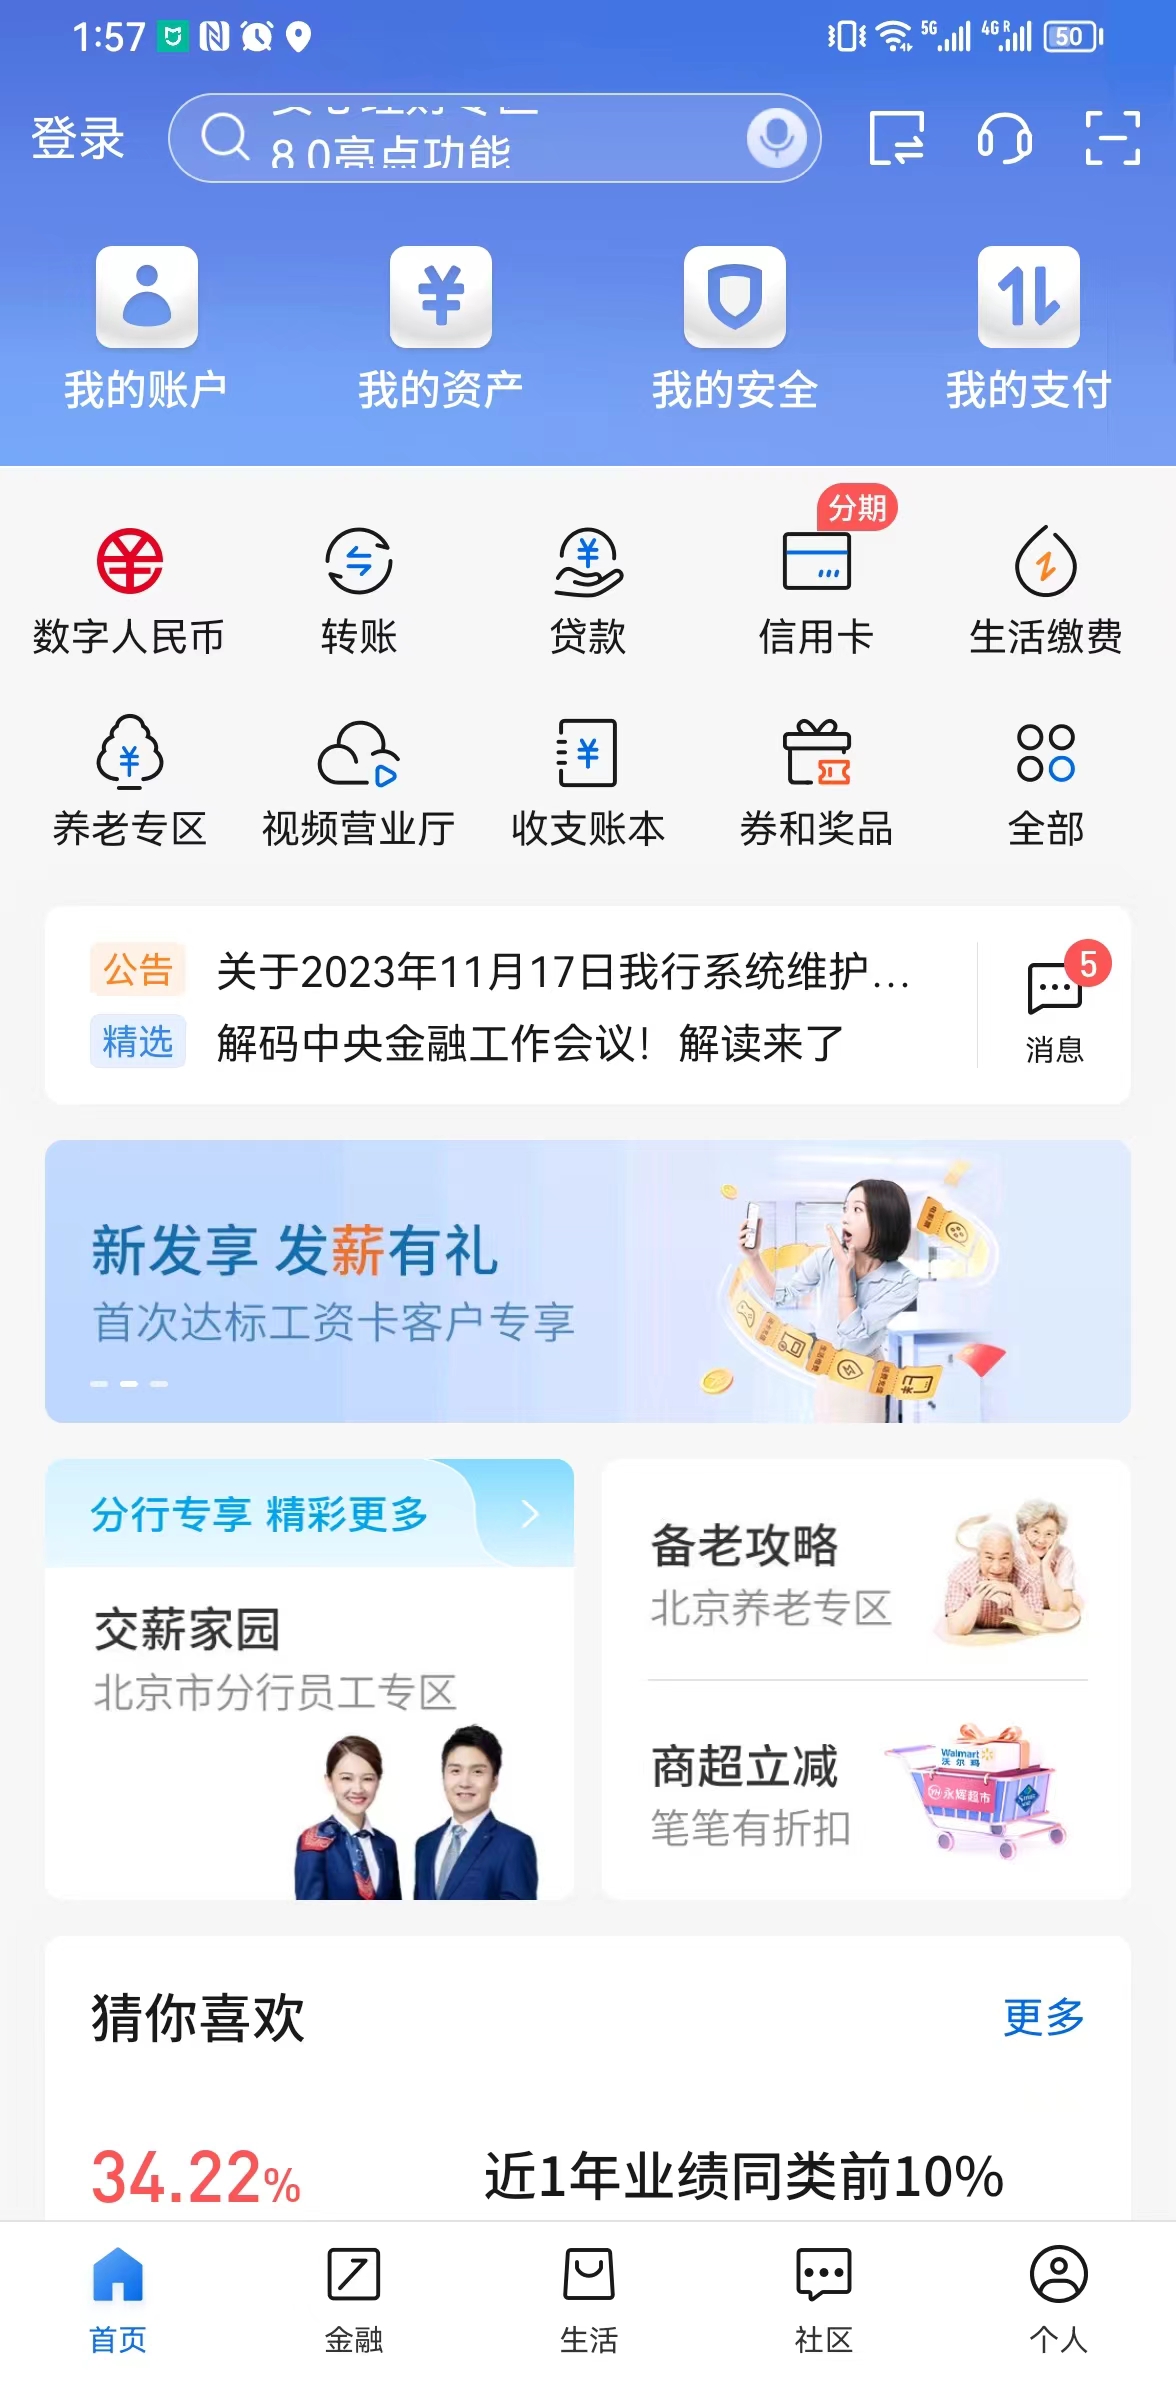 1:57
5G
4G R
50
登录
8.0亮点功能
我的账户
我的资产
我的安全
我的支付
分期
数字人民币
转账
贷款
信用卡
生活缴费
养老专区
视频营业厅
收支账本
券和奖品
全部
公告
关于2023年11月17日我行系统维护...
5
精选
解码中央金融工作会议！解读来了
消息
新发享 发薪有礼
首次达标工资卡客户专享
分行专享 精彩更多
交薪家园
北京市分行员工专区
备老攻略
北京养老专区
商超立减
笔笔有折扣
Walmart
沃尔玛
永辉超市
猜你喜欢
更多
34.22%
近1年业绩同类前10%
首页
金融
生活
社区
个人